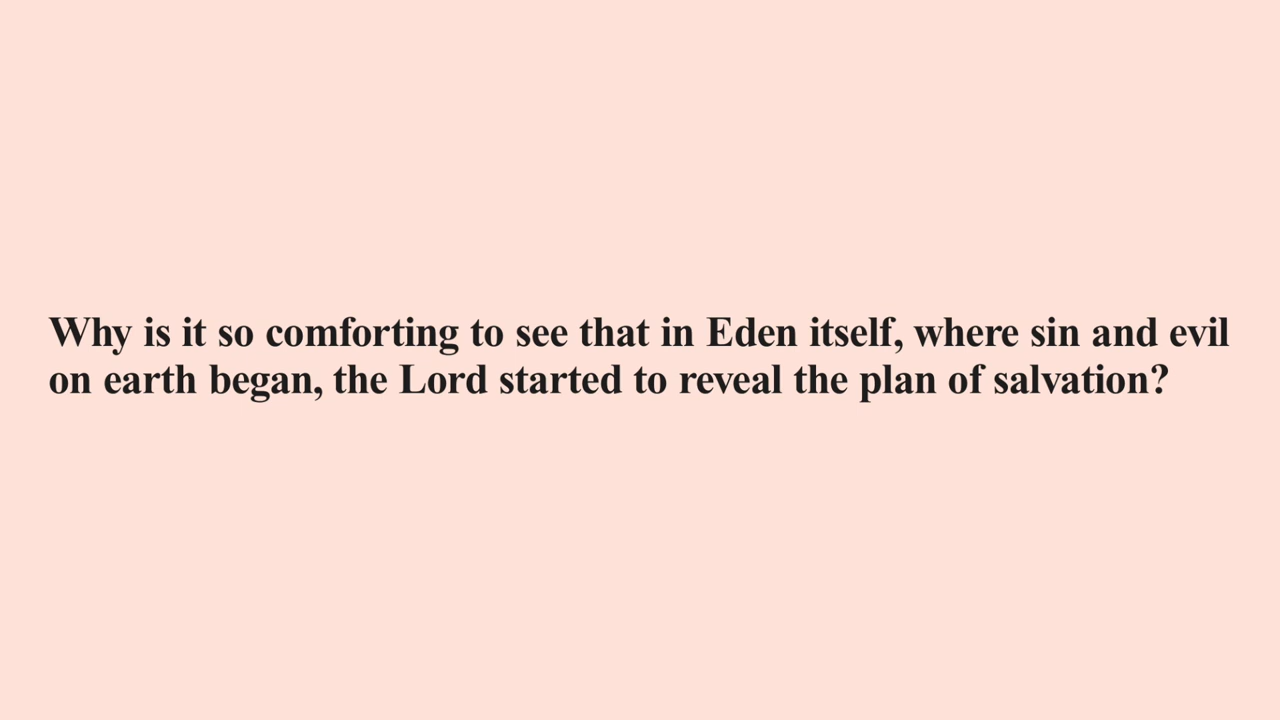 Why is it so comforting to see that in Eden itself, where sin and evil
on earth began, the Lord started to reveal the plan of salvation?